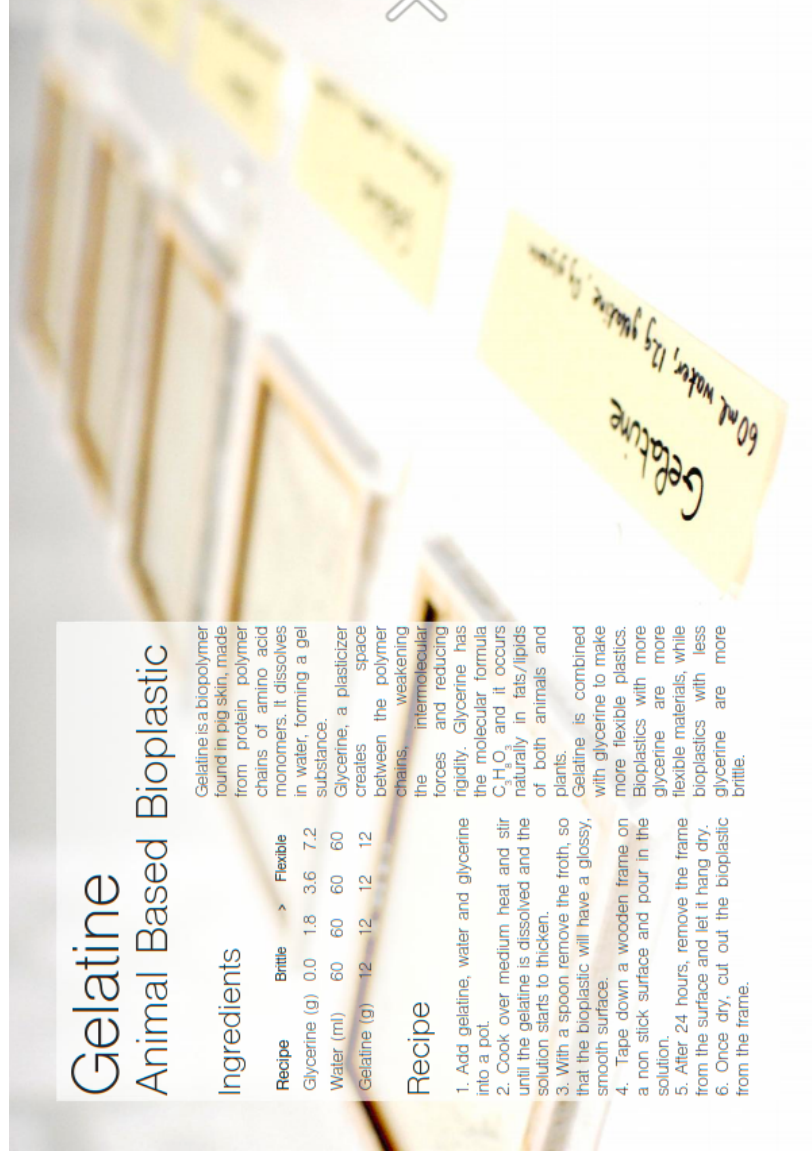 Gelatine
Animal Based Bioplastic
Ingredients
Recipe Brittle > Flexible
Glycerine (g) 0.0 1.8 3.6 7.2
Water (ml) 60 60 60 60
Gelatine (g) 12 12 12 12
Recipe
1. Add gelatine, water and glycerine
into a pot.
2. Cook over medium heat and stir
until the gelatine is dissolved and the
solution starts to thicken.
3. With a spoon remove the froth, so
that the bioplastic will have a glossy,
smooth surface.
4. Tape down a wooden frame on
a non stick surface and pour in the
solution.
5. After 24 hours, remove the frame
from the surface and let it hang dry.
6. Once dry, cut out the bioplastic
from the frame.
Gelatine is a biopolymer
found in pig skin, made
from protein polymer
chains of amino acid
monomers. It dissolves
in water, forming a gel
substance.
Glycerine, a plasticizer
creates space
between the polymer
chains, weakening
the intermolecular
forces and reducing
rigidity. Glycerine has
the molecular formula
C₃H₈O₃ and it occurs
naturally in fats/lipids
of both animals and
plants.
Gelatine is combined
with glycerine to make
more flexible plastics.
Bioplastics with more
glycerine are more
flexible materials, while
bioplastics with less
glycerine are more
brittle.
Gelatine
60 ml water, 12g gelatine,